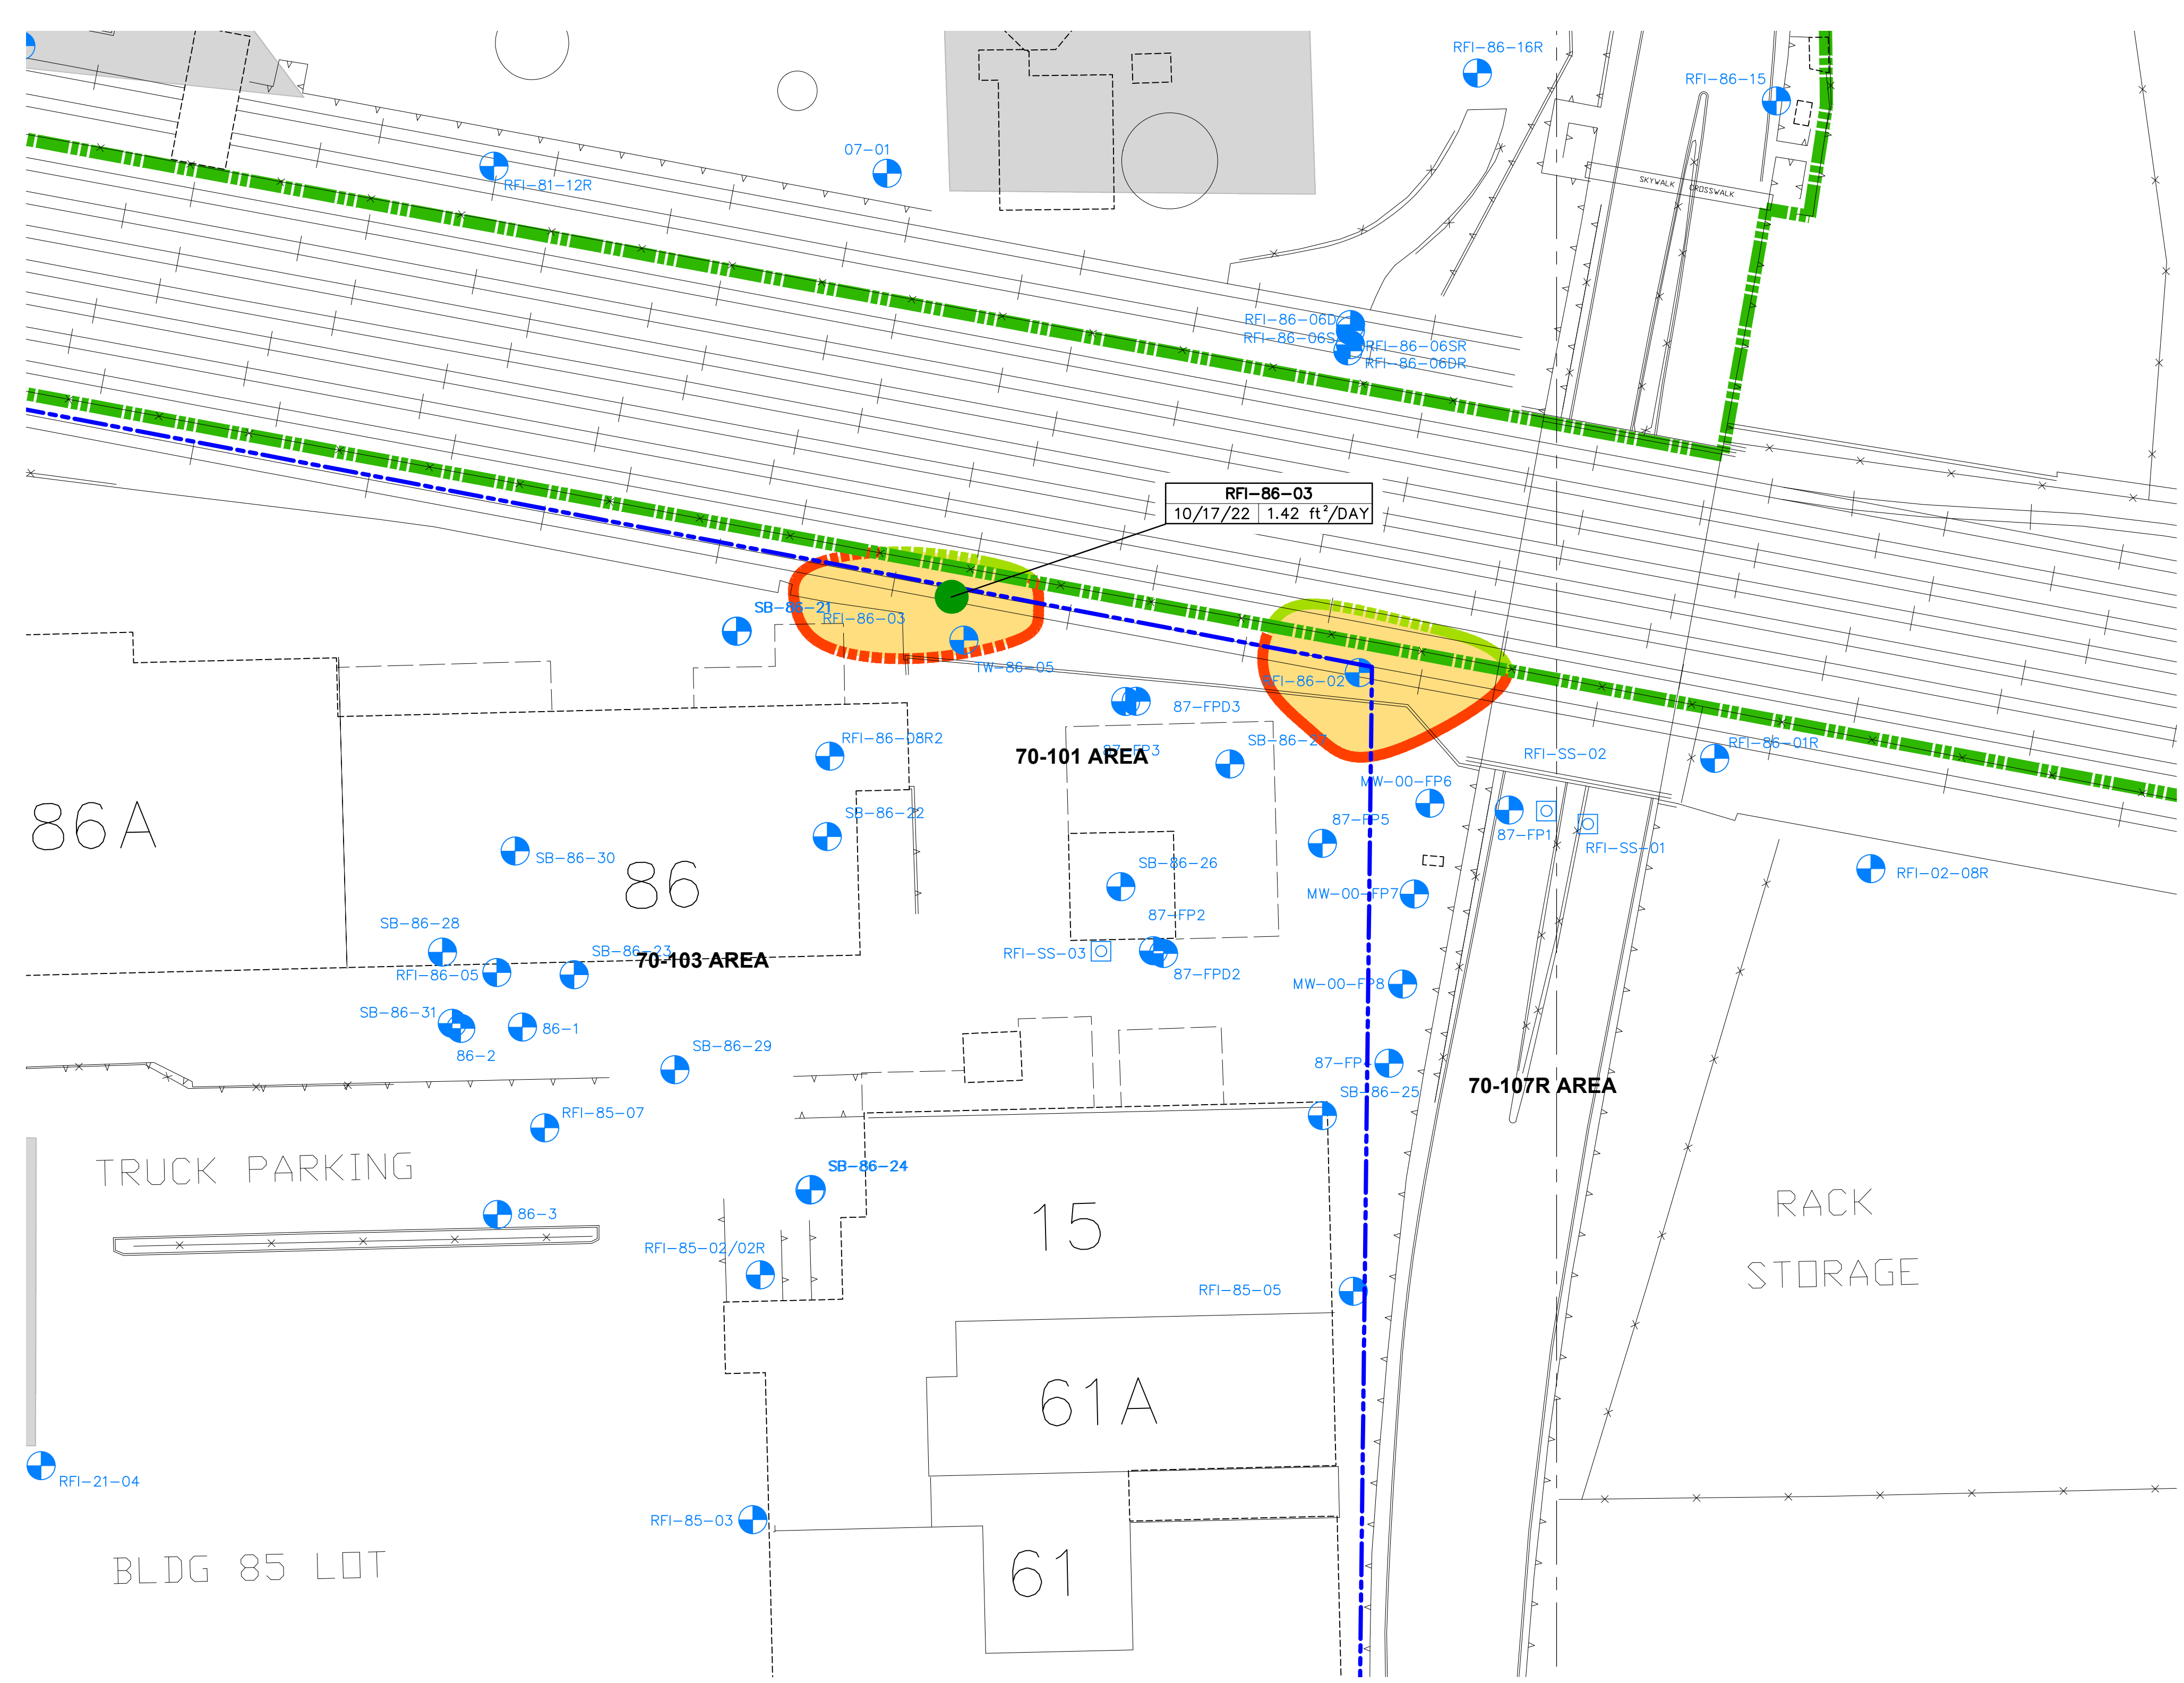 RFI-86-16R
RFI-86-15
07-01
RFI-81-12R
SKYWALK CROSSWALK
RFI-86-06D
RFI-86-06S
RFI-86-06SR
RFI-86-06DR
RFI-86-03
10/17/22 1.42 ft²/DAY
SB-86-21
RFI-86-03
TW-86-05
RFI-86-02
87-FPD3
RFI-86-08R2
70-101 AREA
87-FP3
SB-86-27
RFI-SS-02
RFI-86-01R
MW-00-FP6
86A
SB-86-22
87-FP5
87-FP1
RFI-SS-01
SB-86-30
86
SB-86-26
RFI-02-08R
MW-00-FP7
SB-86-28
87-FP2
SB-86-23
70-103 AREA
RFI-SS-03
RFI-86-05
87-FPD2
MW-00-FP8
SB-86-31
86-1
86-2
SB-86-29
87-FP4
70-107R AREA
SB-86-25
RFI-85-07
TRUCK PARKING
SB-86-24
86-3
15
RACK
STORAGE
RFI-85-02/02R
RFI-85-05
61A
RFI-21-04
RFI-85-03
BLDG 85 LOT
61